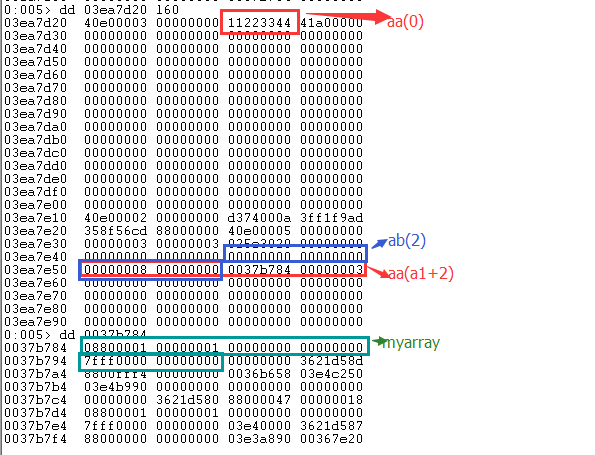 0:005> dd 03ea7d20 l60
03ea7d20 40e00003 00000000 11223344 41a00000 aa(0)
03ea7d30 00000000 00000000 00000000 00000000
03ea7d40 00000000 00000000 00000000 00000000
03ea7d50 00000000 00000000 00000000 00000000
03ea7d60 00000000 00000000 00000000 00000000
03ea7d70 00000000 00000000 00000000 00000000
03ea7d80 00000000 00000000 00000000 00000000
03ea7d90 00000000 00000000 00000000 00000000
03ea7da0 00000000 00000000 00000000 00000000
03ea7db0 00000000 00000000 00000000 00000000
03ea7dc0 00000000 00000000 00000000 00000000
03ea7dd0 00000000 00000000 00000000 00000000
03ea7de0 00000000 00000000 00000000 00000000
03ea7df0 00000000 00000000 00000000 00000000
03ea7e00 00000000 00000000 00000000 00000000
03ea7e10 40e00002 00000000 d374000a 3ff1f9ad
03ea7e20 358f56cd 88000000 40e00005 00000000
03ea7e30 00000003 00000003 025e3020 00000000 ab(2)
03ea7e40 00000000 00000000 00000000 00000000
03ea7e50 00000008 00000000 0037b784 00000003 aa(a1+2)
03ea7e60 00000000 00000000 00000000 00000000
03ea7e70 00000000 00000000 00000000 00000000
03ea7e80 00000000 00000000 00000000 00000000
03ea7e90 00000000 00000000 00000000 00000000
0:005> dd 0037b784
0037b784 08800001 00000001 00000000 00000000 myarray
0037b794 7fff0000 00000000 00000000 3621d58d
0037b7a4 8800fff4 00000000 0036b658 03e4c250
0037b7b4 03e4b990 00000000 00000000 00000000
0037b7c4 00000000 3621d580 88000047 00000018
0037b7d4 08800001 00000001 00000000 00000000
0037b7e4 7fff0000 00000000 03e40000 3621d587
0037b7f4 88000000 00000000 03e3a890 00367e20